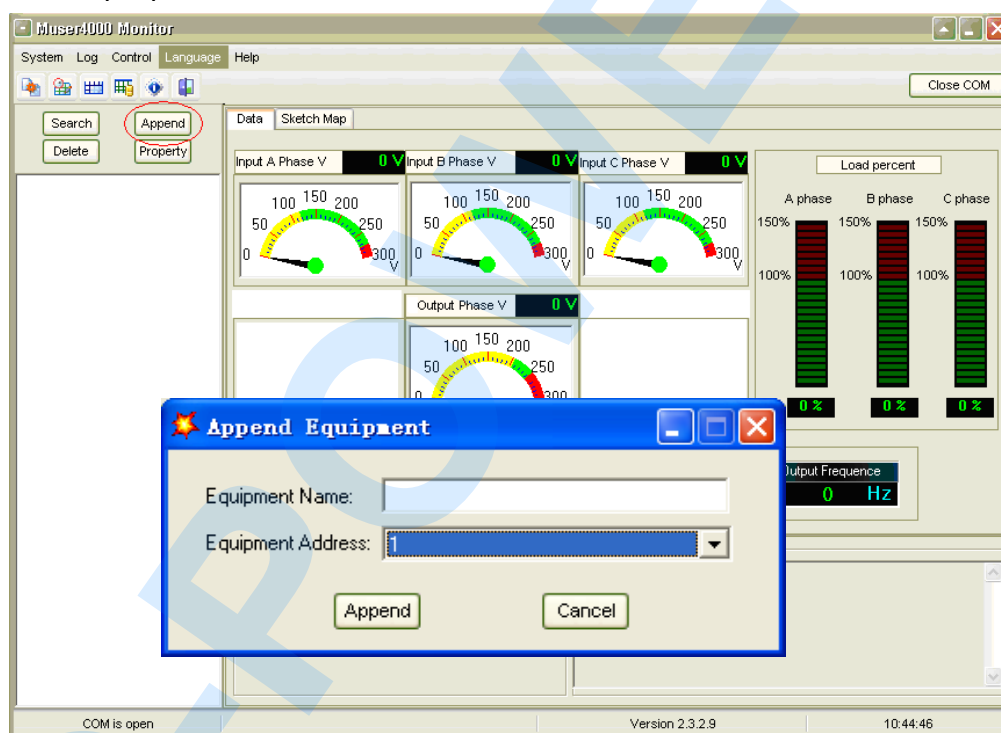 Muser4000 Monitor
System Log Control Language Help
Close COM
Search Append
Delete Property
Data Sketch Map
Input A Phase V 0 V Input B Phase V 0 V Input C Phase V 0 V
Load percent
A phase B phase C phase
0 50 100 150 200 250 300 V
0 50 100 150 200 250 300 V
0 50 100 150 200 250 300 V
150% 150% 150%
100% 100% 100%
0 % 0 % 0 %
Output Phase V 0 V
0 50 100 150 200 250 300
Append Equipment
Equipment Name:
Equipment Address: 1
Append Cancel
Output Frequence
0 Hz
COM is open Version 2.3.2.9 10:44:46